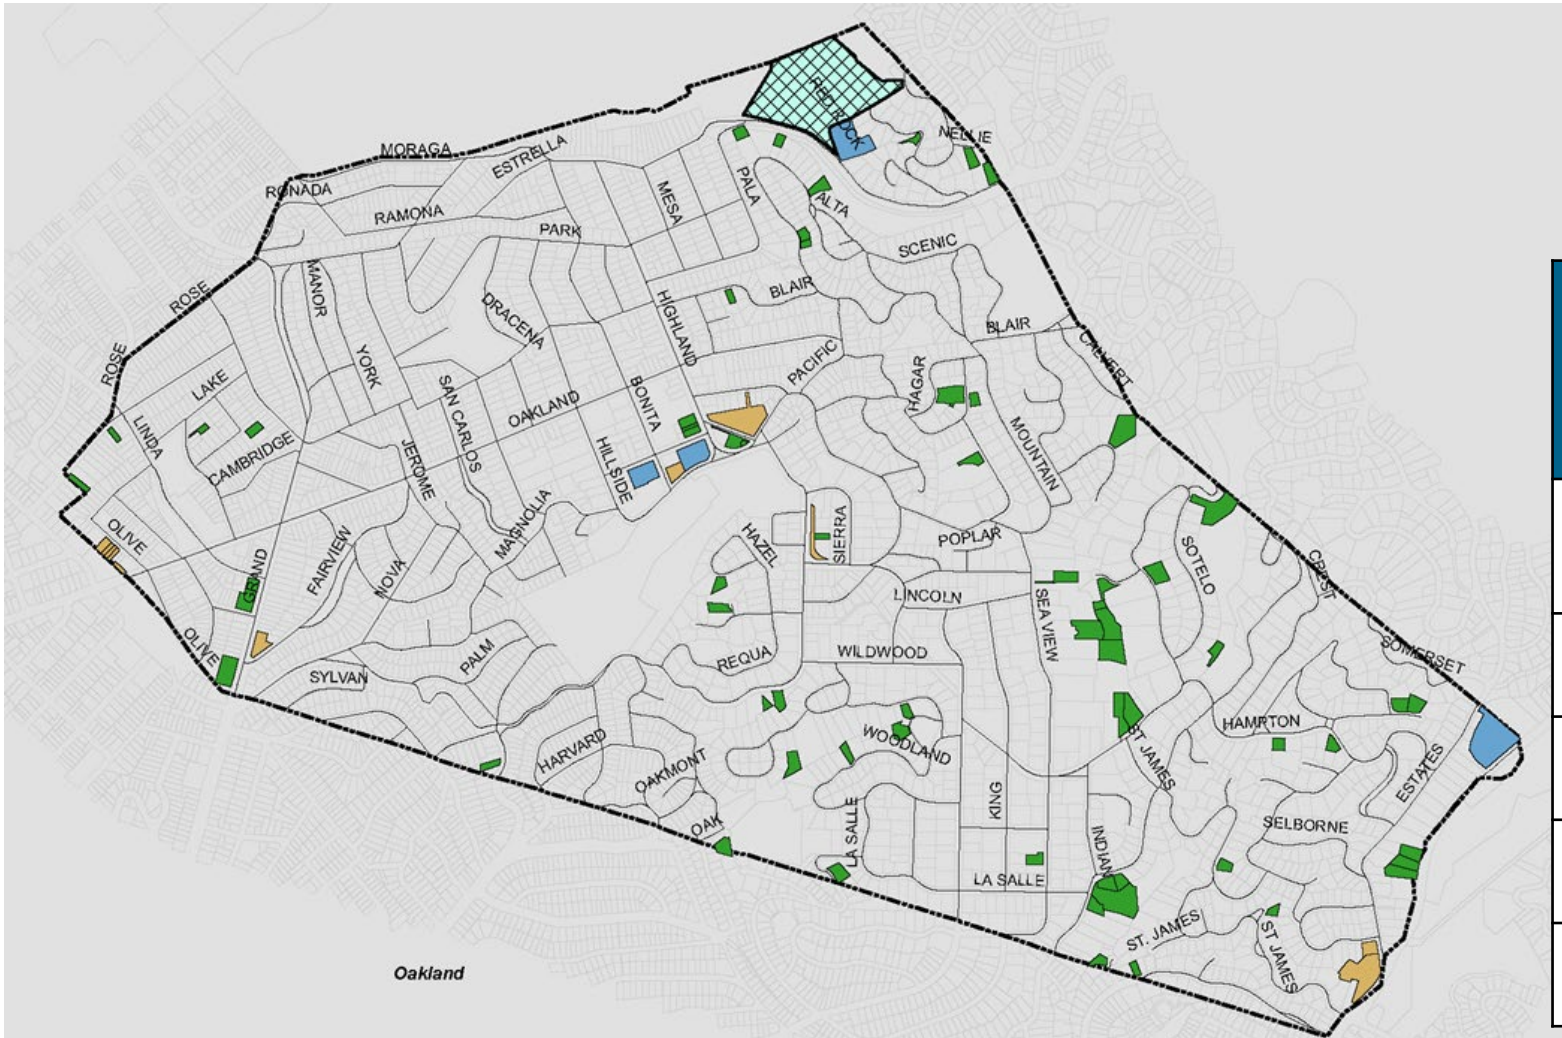 RED ROCK
NELLIE
MORAGA
ESTRELLA
RONADA
RAMONA
MESA
PALA
ALTA
PARK
SCENIC
MANOR
ROSE
BLAIR
DRACENA
HIGHLAND
BLAIR
ROSE
YORK
PACIFIC
CALVERT
LAKE
SAN CARLOS
OAKLAND
BONITA
HAGAR
LINDA
CAMBRIDGE
JEROME
HILLSIDE
MOUNTAIN
OLIVE
MAGNOLIA
HAZEL
SIERRA
POPLAR
GRAND
FAIRVIEW
NOVA
SOTELO
CREST
LINCOLN
SEA VIEW
OLIVE
PALM
REQUA
WILDWOOD
SOMERSET
SYLVAN
HARVARD
OAKMONT
WOODLAND
HAMPTON
ST JAMES
ESTATES
KING
OAK
LA SALLE
INDIAN
SELBORNE
LA SALLE
ST. JAMES
ST JAMES
Oakland